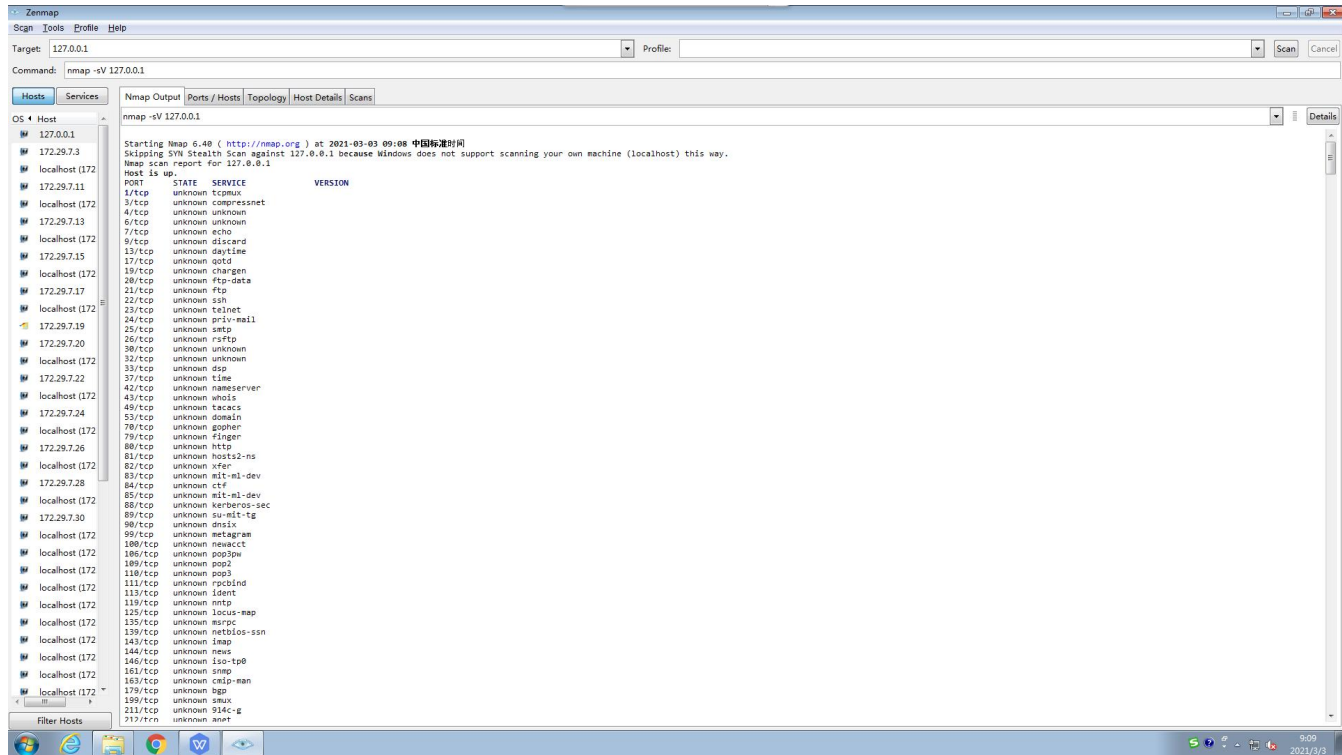 Zenmap
Scan Tools Profile Help
Target: 127.0.0.1 Profile: Scan Cancel
Command: nmap -sV 127.0.0.1
Hosts Services Nmap Output Ports / Hosts Topology Host Details Scans
OS Host
nmap -sV 127.0.0.1 Details
127.0.0.1
172.29.7.3
localhost (172
172.29.7.11
localhost (172
172.29.7.13
localhost (172
172.29.7.15
localhost (172
172.29.7.17
localhost (172
172.29.7.19
172.29.7.20
localhost (172
172.29.7.22
localhost (172
172.29.7.24
localhost (172
172.29.7.26
localhost (172
172.29.7.28
localhost (172
172.29.7.30
localhost (172
localhost (172
localhost (172
localhost (172
localhost (172
localhost (172
localhost (172
localhost (172
localhost (172
localhost (172
Filter Hosts
Starting Nmap 6.40 ( http://nmap.org ) at 2021-03-03 09:08 中国标准时间
Skipping SYN Stealth Scan against 127.0.0.1 because Windows does not support scanning your own machine (localhost) this way.
Nmap scan report for 127.0.0.1
Host is up.
PORT STATE SERVICE VERSION
1/tcp unknown tcpmux
3/tcp unknown compressnet
4/tcp unknown unknown
6/tcp unknown unknown
7/tcp unknown echo
9/tcp unknown discard
13/tcp unknown daytime
17/tcp unknown qotd
19/tcp unknown chargen
20/tcp unknown ftp-data
21/tcp unknown ftp
22/tcp unknown ssh
23/tcp unknown telnet
24/tcp unknown priv-mail
25/tcp unknown smtp
26/tcp unknown rsftp
30/tcp unknown unknown
32/tcp unknown unknown
33/tcp unknown dsp
37/tcp unknown time
42/tcp unknown nameserver
43/tcp unknown whois
49/tcp unknown tacacs
53/tcp unknown domain
70/tcp unknown gopher
79/tcp unknown finger
80/tcp unknown http
81/tcp unknown hosts2-ns
82/tcp unknown xfer
83/tcp unknown mit-ml-dev
84/tcp unknown ctf
85/tcp unknown mit-ml-dev
88/tcp unknown kerberos-sec
89/tcp unknown su-mit-tg
90/tcp unknown dnsix
99/tcp unknown metagram
100/tcp unknown newacct
106/tcp unknown pop3pw
109/tcp unknown pop2
110/tcp unknown pop3
111/tcp unknown rpcbind
113/tcp unknown ident
119/tcp unknown nntp
125/tcp unknown locus-map
135/tcp unknown msrpc
139/tcp unknown netbios-ssn
143/tcp unknown imap
144/tcp unknown news
146/tcp unknown iso-tp0
161/tcp unknown snmp
163/tcp unknown cmip-man
179/tcp unknown bgp
199/tcp unknown smux
211/tcp unknown 914c-g
212/tcp unknown anet
9:09
2021/3/3